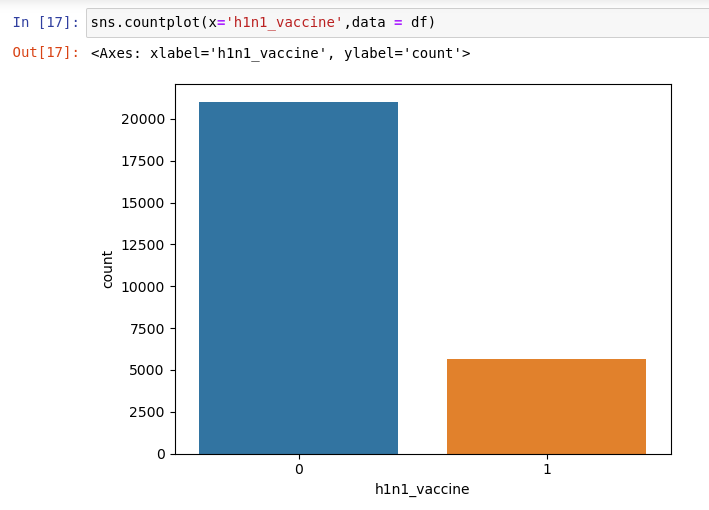 In [17]: sns.countplot(x='h1n1_vaccine',data = df)
Out[17]: <Axes: xlabel='h1n1_vaccine', ylabel='count'>
20000
17500
15000
12500
10000
7500
5000
2500
0
count
0 1
h1n1_vaccine